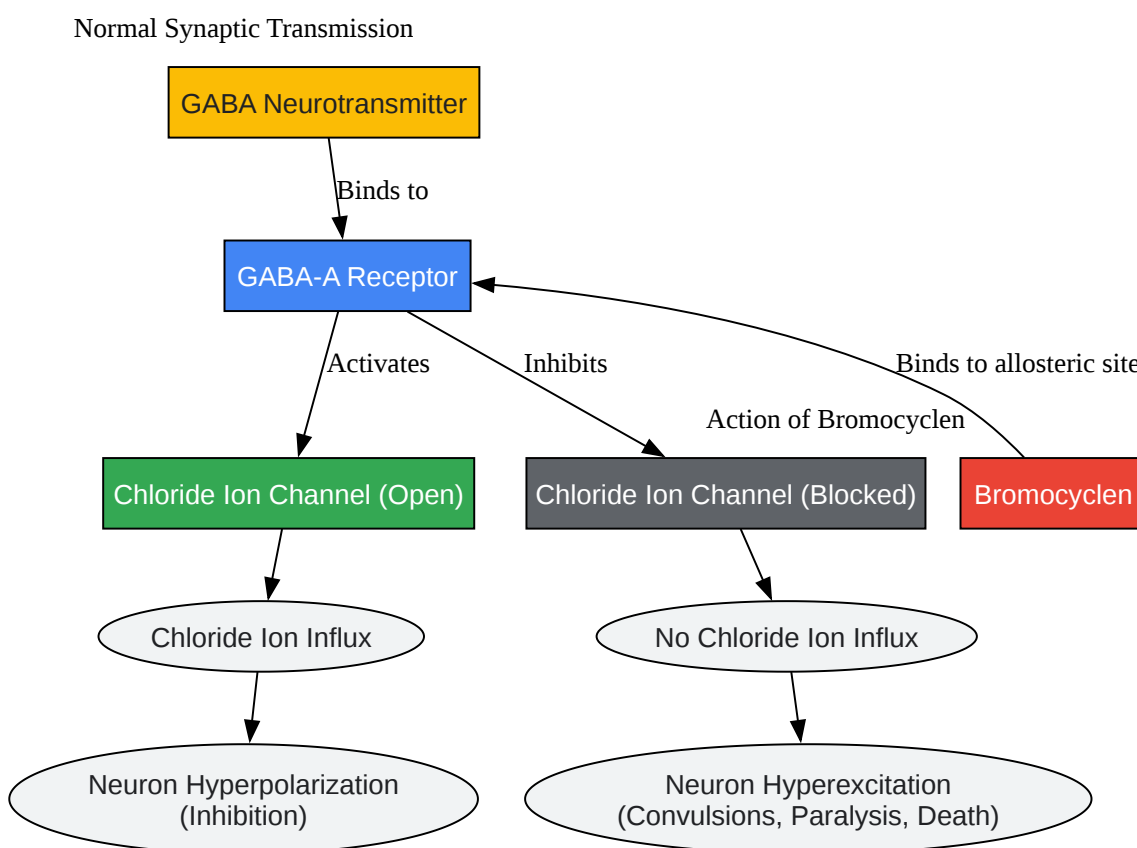 Normal Synaptic Transmission
GABA Neurotransmitter
Binds to
GABA-A Receptor
Activates
Inhibits
Binds to allosteric site
Action of Bromocyclen
Chloride Ion Channel (Open)
Chloride Ion Channel (Blocked)
Bromocyclen
Chloride Ion Influx
No Chloride Ion Influx
Neuron Hyperpolarization
(Inhibition)
Neuron Hyperexcitation
(Convulsions, Paralysis, Death)